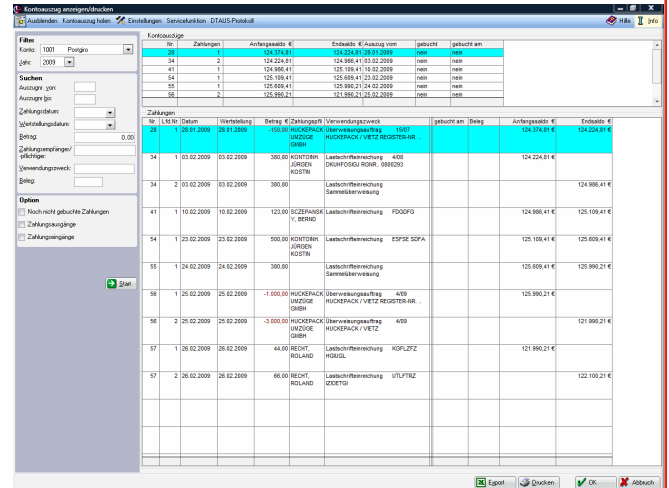 Kontoauszug anzeigen/drucken
Ausblenden Kontoauszug holen Einstellungen Servicefunktion DTAUS-Protokoll Hilfe Info
Filter
Konto: 1001 Postgiro
Jahr: 2009
Suchen
Auszugnr. von:
Auszugnr bis:
Zahlungsdatum:
Wertstellungsdatum:
Betrag: 0,00
Zahlungsempfänger/
-pflichtiger:
Verwendungszweck:
Beleg:
Option
Noch nicht gebuchte Zahlungen
Zahlungsausgänge
Zahlungseingänge
Start
Kontoauszüge
Nr. Zahlungen Anfangssaldo € Endsaldo € Auszug vom gebucht gebucht am
28 1 124.374,81 124.224,81 28.01.2009 nein
34 2 124.224,81 124.986,41 03.02.2009 nein
41 1 124.986,41 125.109,41 10.02.2009 nein
54 1 125.109,41 125.609,41 23.02.2009 nein
55 1 125.609,41 125.990,21 24.02.2009 nein
56 2 125.990,21 121.990,21 25.02.2009 nein
Zahlungen
Nr. Lfd.Nr. Datum Wertstellung Betrag € Zahlungspfli Verwendungszweck gebucht am Beleg Anfangssaldo € Endsaldo €
28 1 28.01.2009 28.01.2009 -150,00 HUCKEPACK Überweisungsauftrag 15/07 124.374,81 € 124.224,81 €
UMZÜGE HUCKEPACK / VIETZ REGISTER-NR. ..
GMBH
34 1 03.02.2009 03.02.2009 380,80 KONTOINH. Lastschrifteinreichung 4/08 124.224,81 €
JÜRGEN DKUHFOSIGJ RGNR. 0800293
KOSTIN
34 2 03.02.2009 03.02.2009 380,80 Lastschrifteinreichung 124.986,41 €
Sammelüberweisung
41 1 10.02.2009 10.02.2009 123,00 SCZEPANSK Lastschrifteinreichung FDGDFG 124.986,41 € 125.109,41 €
Y, BERND
54 1 23.02.2009 23.02.2009 500,00 KONTOINH. Lastschrifteinreichung ESFSE SDFA 125.109,41 € 125.609,41 €
JÜRGEN
KOSTIN
55 1 24.02.2009 24.02.2009 380,80 Lastschrifteinreichung 125.609,41 € 125.990,21 €
Sammelüberweisung
56 1 25.02.2009 25.02.2009 -1.000,00 HUCKEPACK Überweisungsauftrag 4/09 125.990,21 €
UMZÜGE HUCKEPACK / VIETZ REGISTER-NR. ..
GMBH
56 2 25.02.2009 25.02.2009 -3.000,00 HUCKEPACK Überweisungsauftrag 4/09 121.990,21 €
UMZÜGE HUCKEPACK / VIETZ
GMBH
57 1 26.02.2009 26.02.2009 44,00 RECHT, Lastschrifteinreichung KGFLZFZ 121.990,21 €
ROLAND HGIUGL
57 2 26.02.2009 26.02.2009 66,00 RECHT, Lastschrifteinreichung UTLFTRZ 122.100,21 €
ROLAND IZIOETGI
Export Drucken OK Abbruch